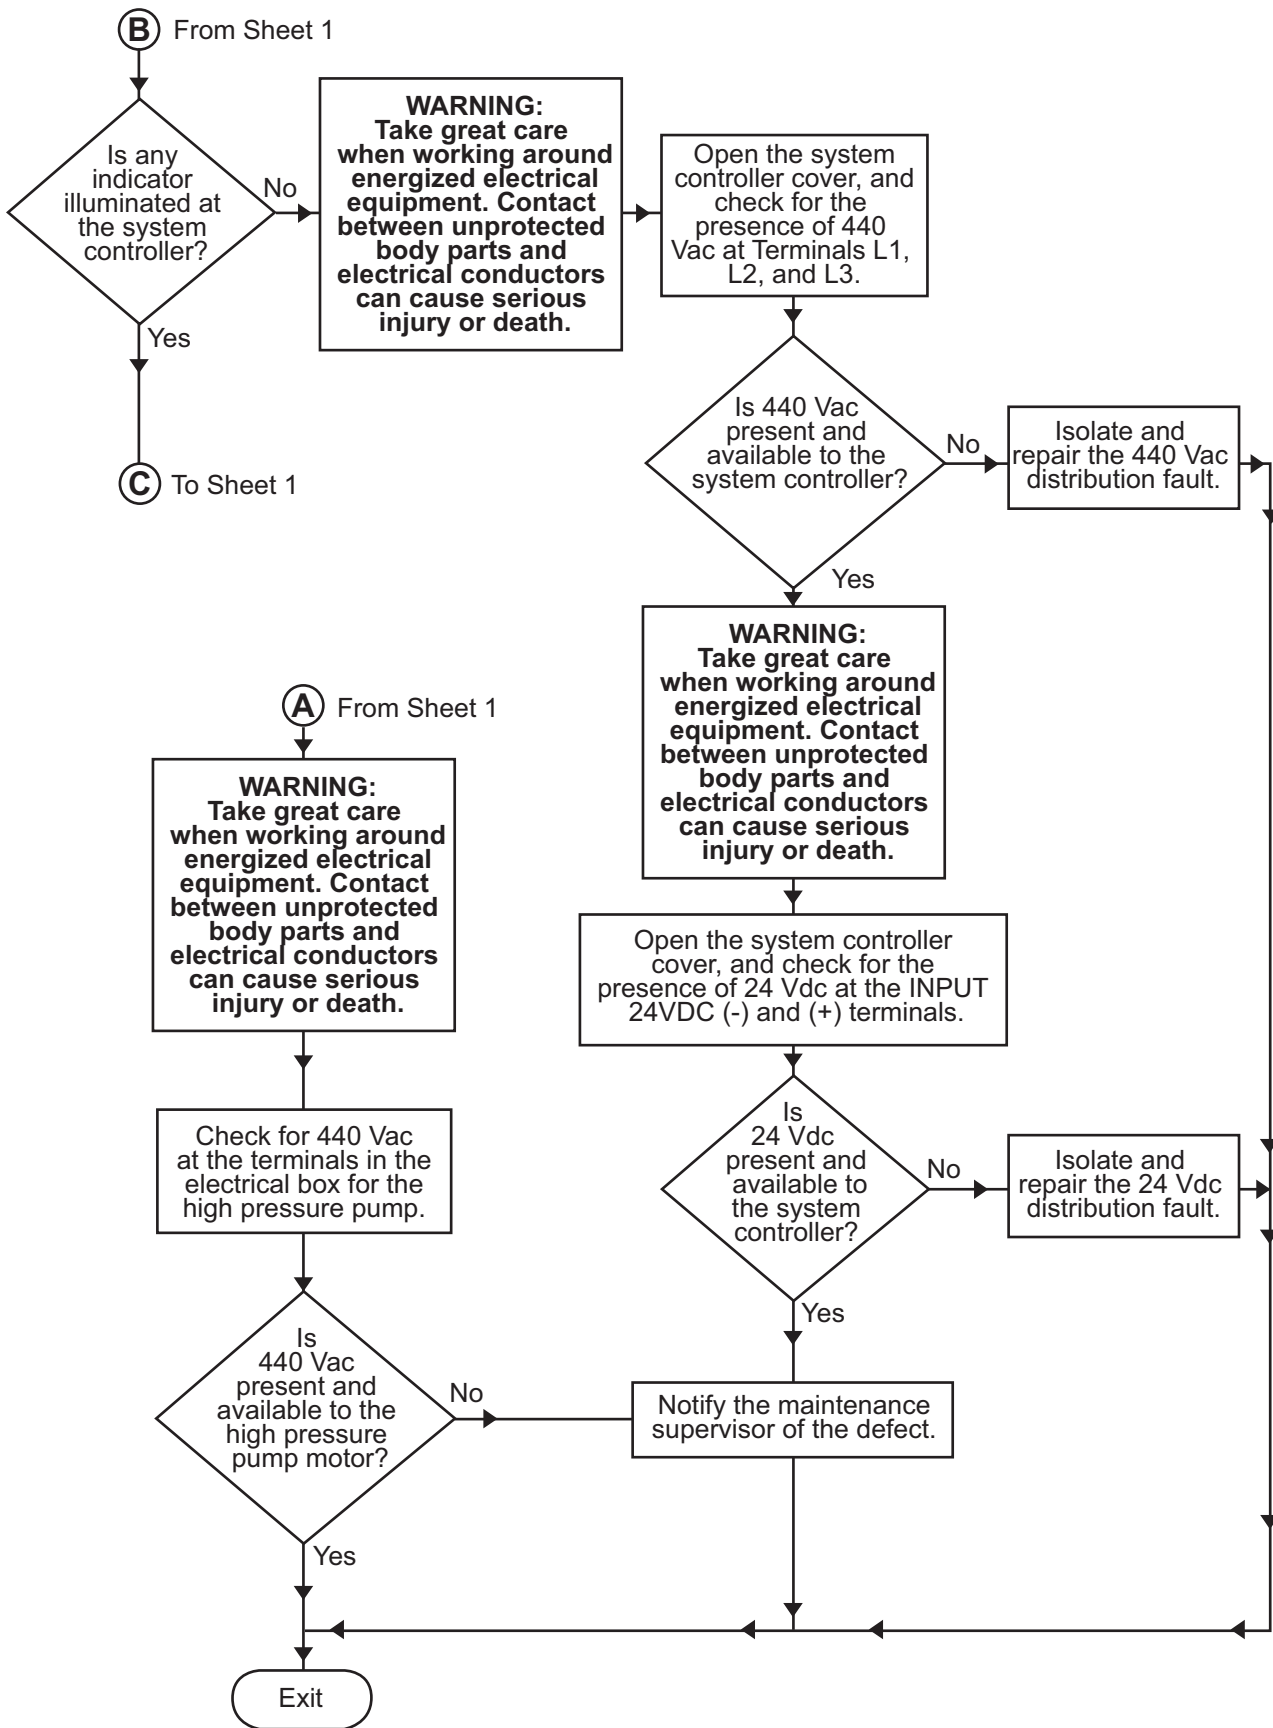 B From Sheet 1
Is any
indicator
illuminated at
the system
controller?
No
Yes
C To Sheet 1
WARNING:
Take great care
when working around
energized electrical
equipment. Contact
between unprotected
body parts and
electrical conductors
can cause serious
injury or death.
Open the system
controller cover, and
check for the
presence of 440
Vac at Terminals L1,
L2, and L3.
Is 440 Vac
present and
available to the
system controller?
No
Isolate and
repair the 440 Vac
distribution fault.
Yes
WARNING:
Take great care
when working around
energized electrical
equipment. Contact
between unprotected
body parts and
electrical conductors
can cause serious
injury or death.
Open the system controller
cover, and check for the
presence of 24 Vdc at the INPUT
24VDC (-) and (+) terminals.
Is
24 Vdc
present and
available to
the system
controller?
No
Isolate and
repair the 24 Vdc
distribution fault.
Yes
Notify the maintenance
supervisor of the defect.
A From Sheet 1
WARNING:
Take great care
when working around
energized electrical
equipment. Contact
between unprotected
body parts and
electrical conductors
can cause serious
injury or death.
Check for 440 Vac
at the terminals in the
electrical box for the
high pressure pump.
Is
440 Vac
present and
available to the
high pressure
pump motor?
No
Yes
Exit